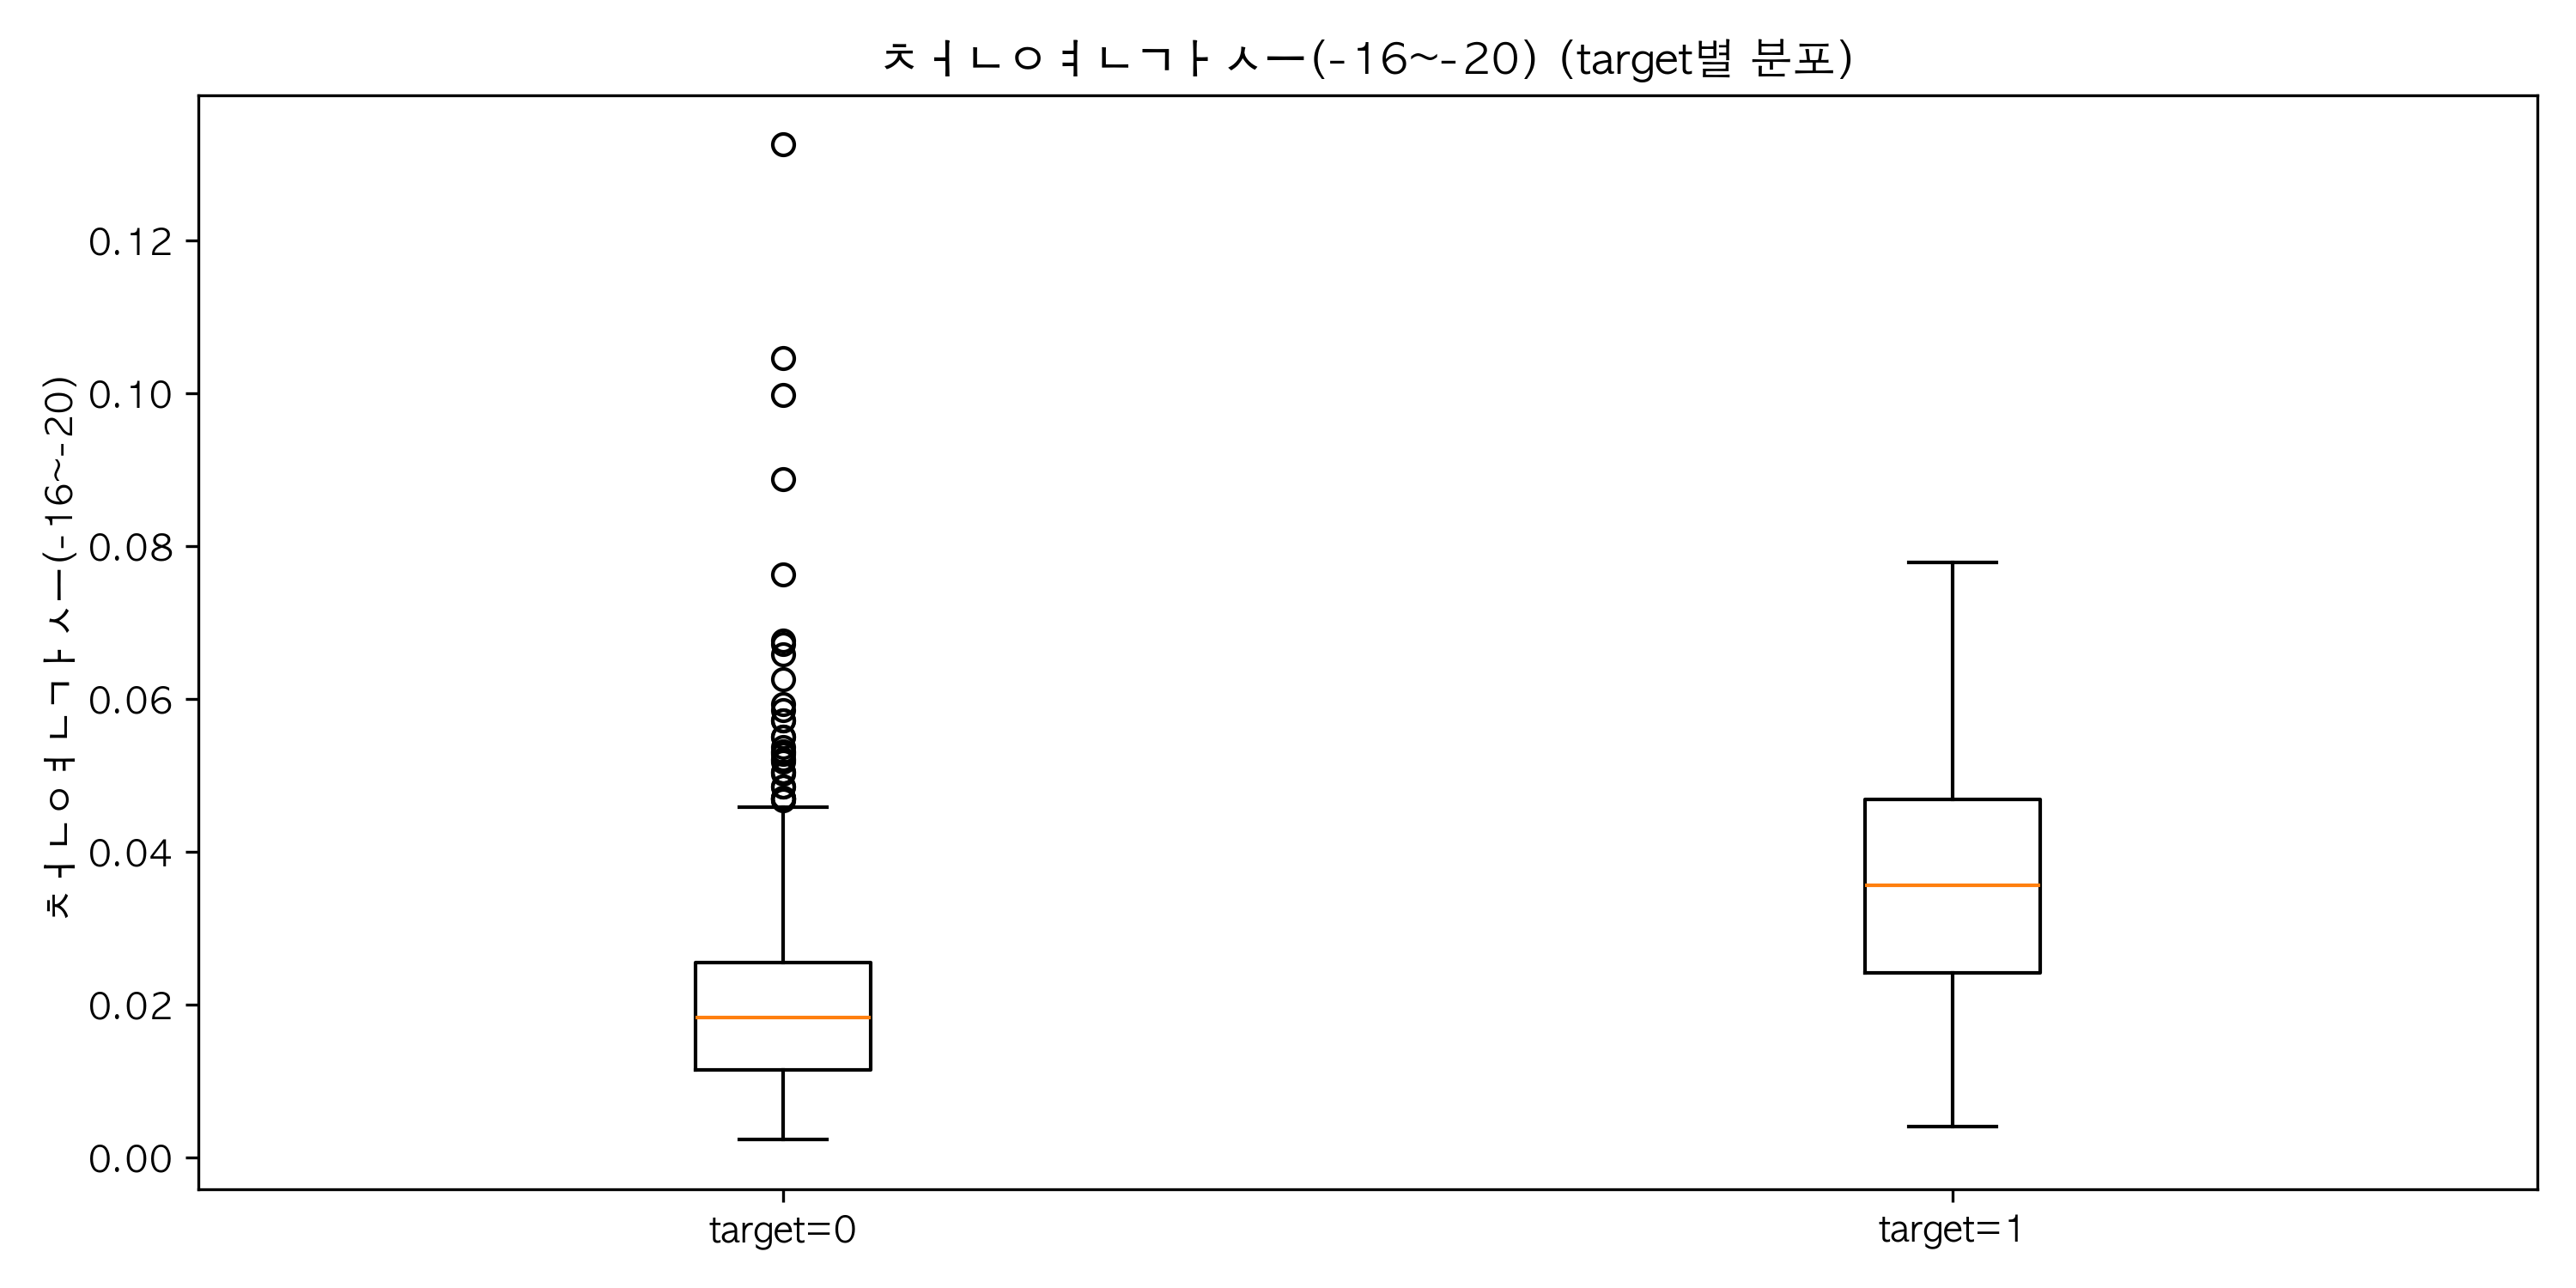 ㅊㅓㄴㅇㅕㄴㄱㅏㅅㅡ(-16~-20) (target별 분포)
ㅊㅓㄴㅇㅕㄴㄱㅏㅅㅡ(-16~-20)
0.12
0.10
0.08
0.06
0.04
0.02
0.00
target=0
target=1